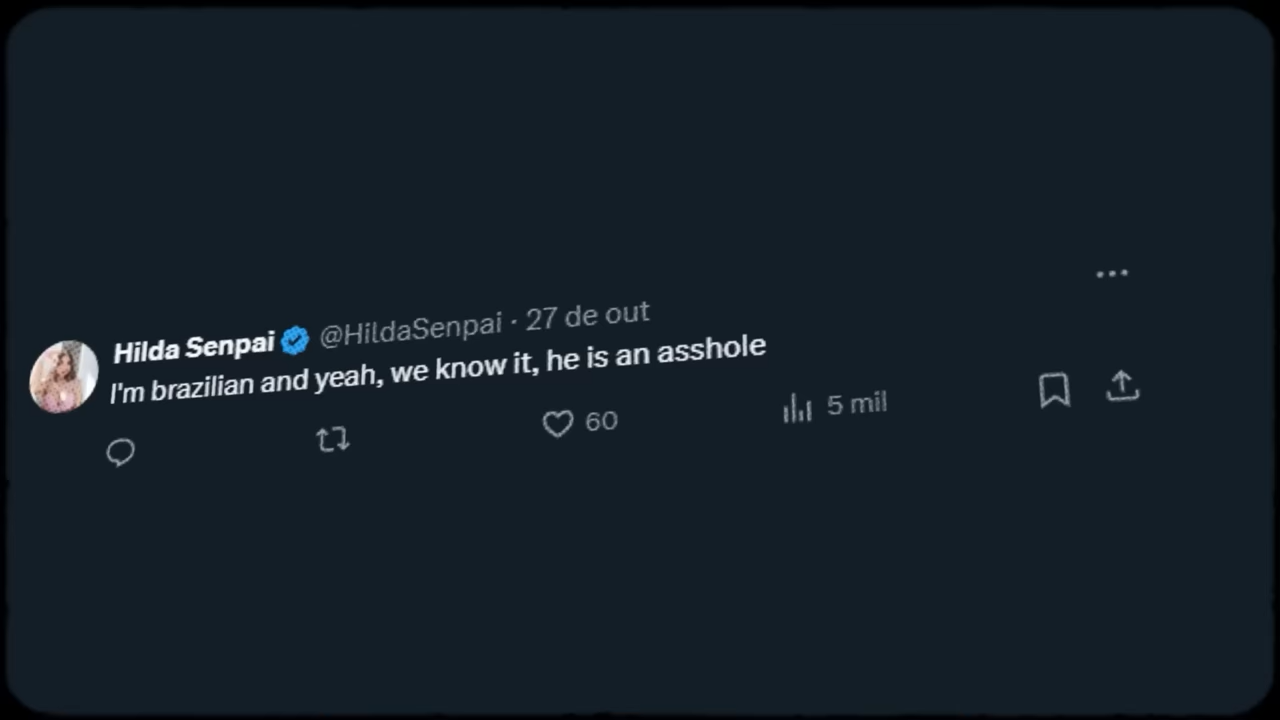 Hilda Senpai @HildaSenpai · 27 de out
I'm brazilian and yeah, we know it, he is an asshole
60 5 mil